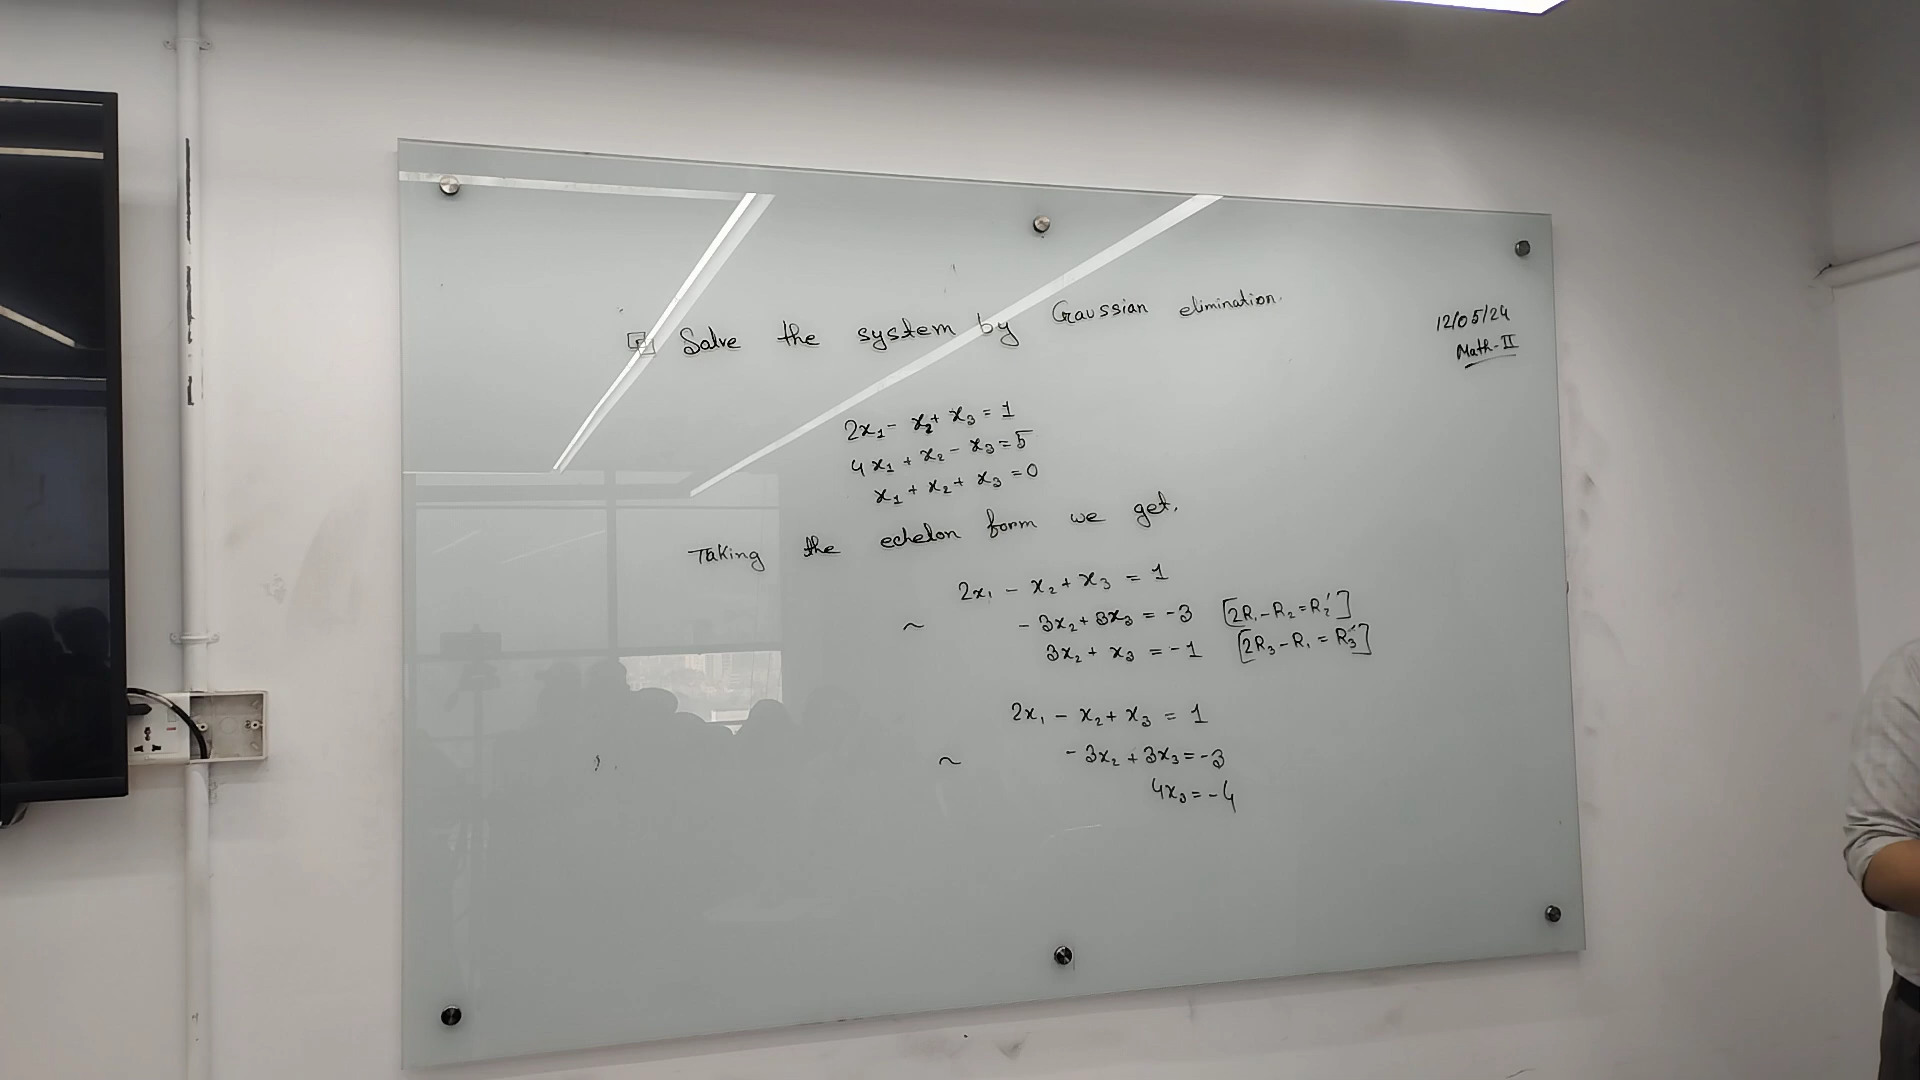 Solve the system by Gaussian elimination.
12/05/24
Math-II
2x₁ - x₂ + x₃ = 1
4x₁ + x₂ - x₃ = 5
x₁ + x₂ + x₃ = 0
Taking the echelon form we get,
2x₁ - x₂ + x₃ = 1
~ - 3x₂ + 3x₃ = -3 [2R₁ - R₂ = R₂′]
3x₂ + x₃ = -1 [2R₃ - R₁ = R₃′]
2x₁ - x₂ + x₃ = 1
~ - 3x₂ + 3x₃ = -3
4x₃ = -4